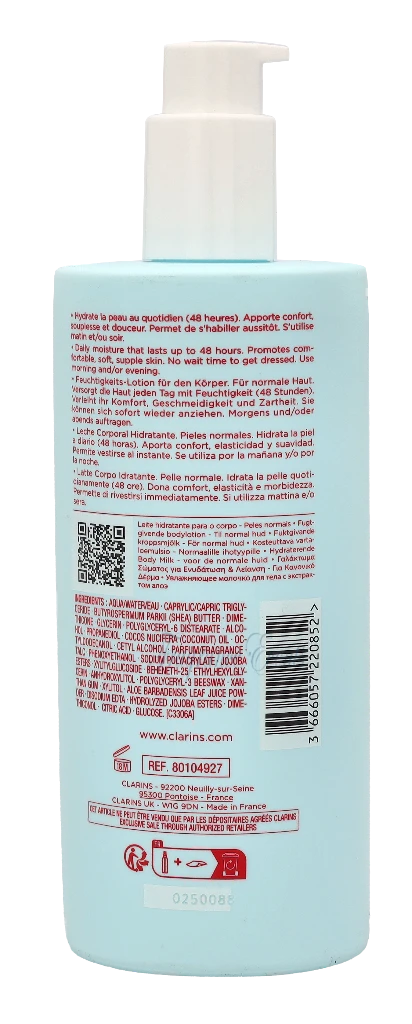 • Hydrate la peau au quotidien (48 heures). Apporte confort,
souplesse et douceur. Permet de s'habiller aussitôt. S'utilise
matin et/ou soir.
• Daily moisture that lasts up to 48 hours. Promotes com-
fortable, soft, supple skin. No wait time to get dressed. Use
morning and/or evening.
• Feuchtigkeits-Lotion für den Körper. Für normale Haut.
Versorgt die Haut jeden Tag mit Feuchtigkeit (48 Stunden).
Verleiht ihr Komfort, Geschmeidigkeit und Zartheit. Sie
können sich sofort wieder anziehen. Morgens und/oder
abends auftragen.
• Leche Corporal Hidratante. Pieles normales. Hidrata la piel
a diario (48 horas). Aporta confort, elasticidad y suavidad.
Permite vestirse al instante. Se utiliza por la mañana y/o por
la noche.
• Latte Corpo Idratante. Pelle normale. Idrata la pelle quoti-
dianamente (48 ore). Dona comfort, elasticità e morbidezza.
Permette di rivestirsi immediatamente. Si utilizza mattina e/o
sera.
Leite hidratante para o corpo - Peles normais • Fugt-
givende bodylotion - Til normal hud • Fuktgivande
kroppsmjölk - För normal hud • Kosteuttava varta-
loemulsio - Normaalille ihotyypille • Hydraterende
Body Milk - voor de normale huid • Γαλάκτωμα
Σώματος για Ενυδάτωση & Λείανση - Για Κανονικό
Δέρμα • Увлажняющее молочко для тела с экстрак-
том алоэ
INGREDIENTS : AQUA/WATER/EAU · CAPRYLIC/CAPRIC TRIGLY-
CERIDE · BUTYROSPERMUM PARKII (SHEA) BUTTER · DIME-
THICONE · GLYCERIN · POLYGLYCERYL-6 DISTEARATE · ALCO-
HOL · PROPANEDIOL · COCOS NUCIFERA (COCONUT) OIL · OC-
TYLDODECANOL · CETYL ALCOHOL · PARFUM/FRAGRANCE ·
TALC · PHENOXYETHANOL · SODIUM POLYACRYLATE · JOJOBA
ESTERS · XYLITYLGLUCOSIDE · BEHENETH-25 · ETHYLHEXYLGLY-
CERIN · ANHYDROXYLITOL · POLYGLYCERYL-3 BEESWAX · XAN-
THAN GUM · XYLITOL · ALOE BARBADENSIS LEAF JUICE POW-
DER · DISODIUM EDTA · HYDROLYZED JOJOBA ESTERS · DIME-
THICONOL · CITRIC ACID · GLUCOSE. [C3306A]
3 666057 220852 >
www.clarins.com
18 M
REF. 80104927
CLARINS - 92200 Neuilly-sur-Seine
95300 Pontoise - France
CLARINS UK - W1G 9DN - Made in France
CET ARTICLE NE PEUT ÊTRE VENDU QUE PAR LES DÉPOSITAIRES AGRÉÉS CLARINS
EXCLUSIVE SALE THROUGH AUTHORIZED RETAILERS
FR
+